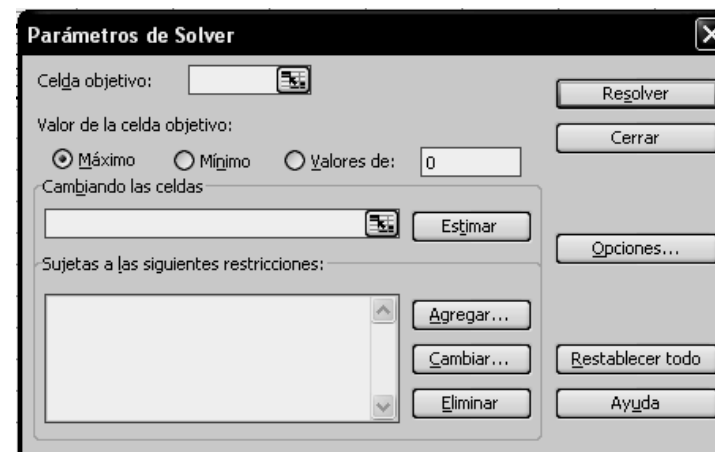 Parámetros de Solver
Celda objetivo:
Resolver
Valor de la celda objetivo:
Cerrar
Máximo Mínimo Valores de: 0
Cambiando las celdas
Estimar
Opciones...
Sujetas a las siguientes restricciones:
Agregar...
Cambiar... Restablecer todo
Eliminar Ayuda